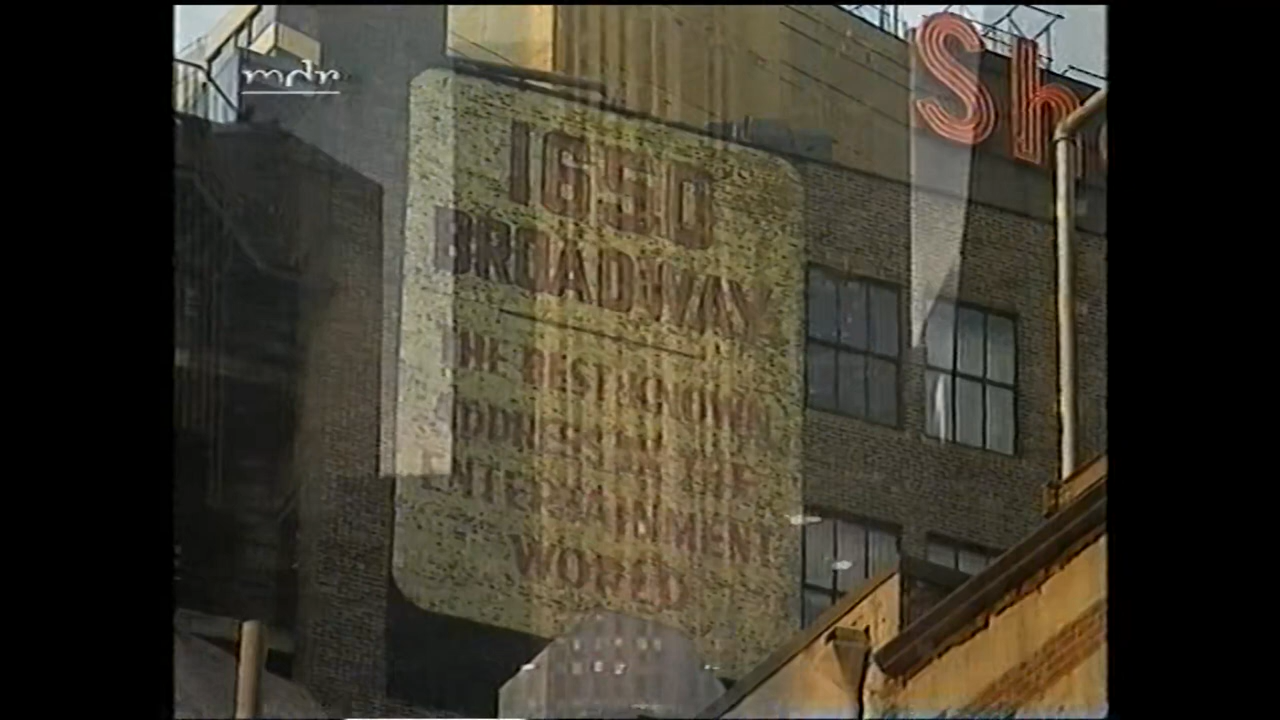 mdr
Sh
1650
BROADWAY
THE BEST KNOWN
ADDRESS IN THE
ENTERTAINMENT
WORLD